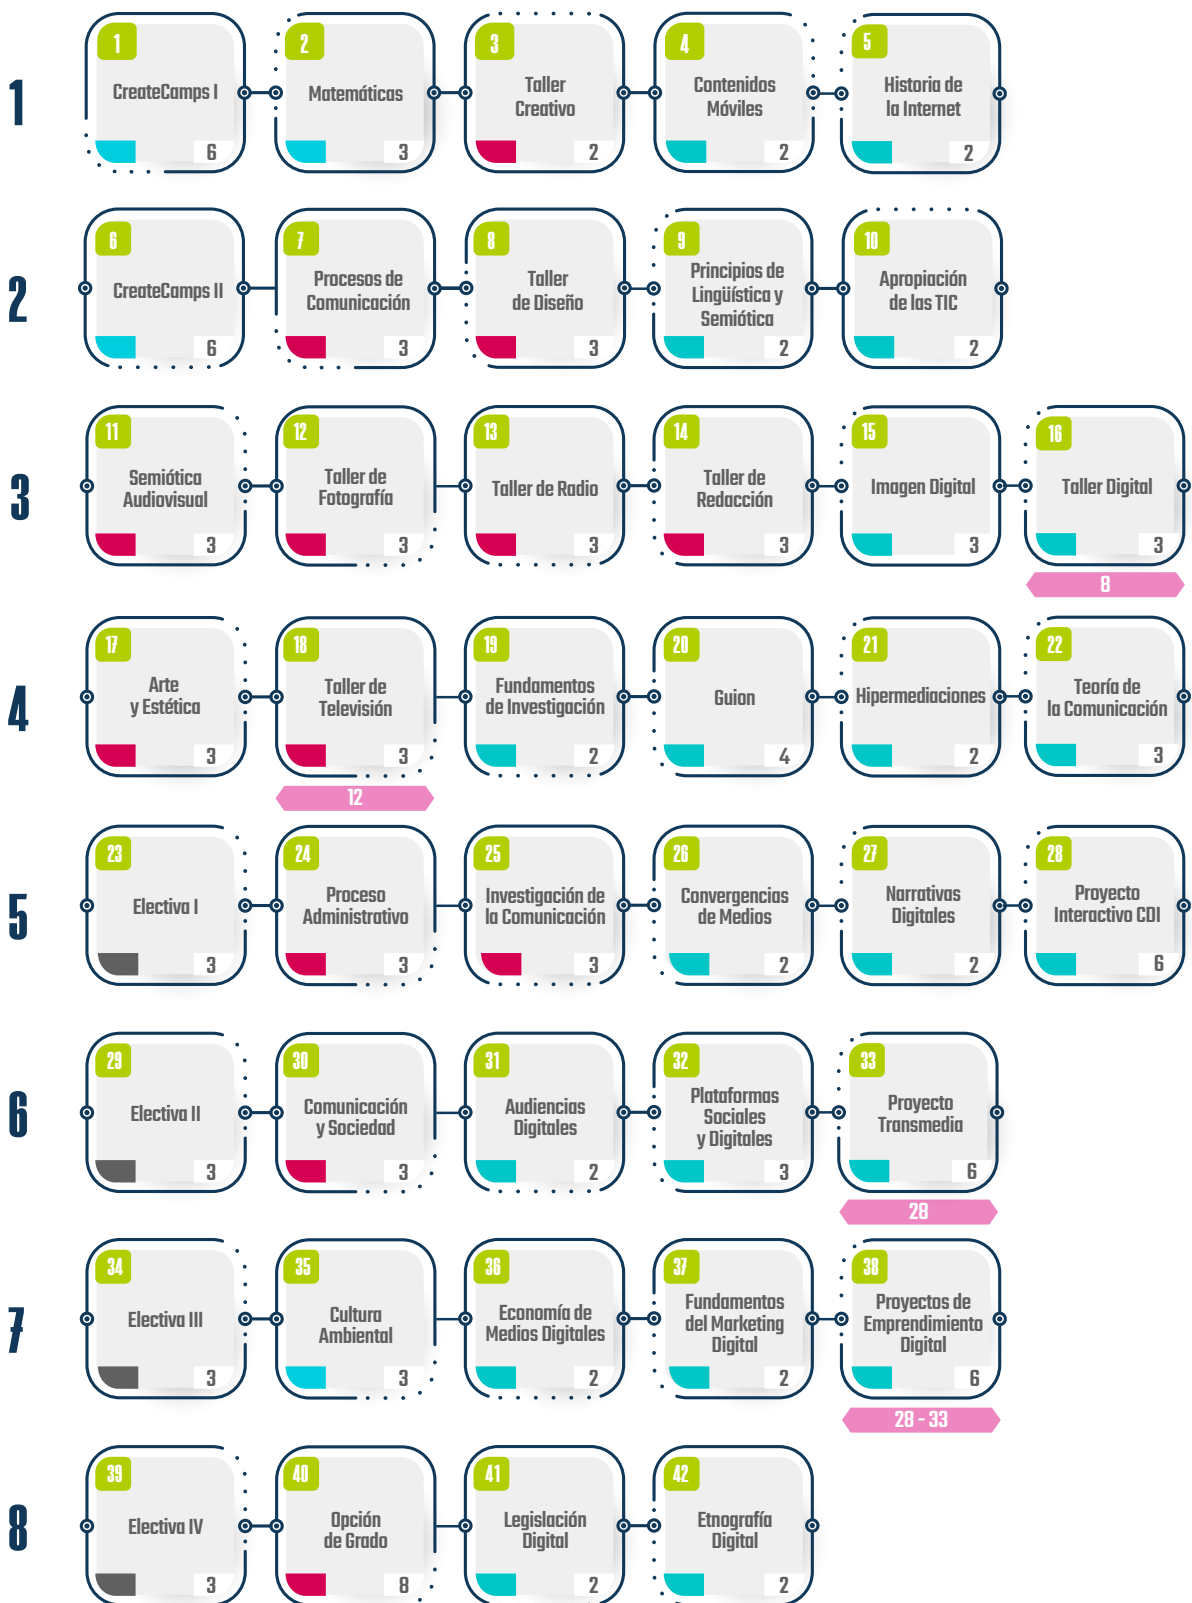 1
1
CreateCamps I
6
2
Matemáticas
3
3
Taller
Creativo
2
4
Contenidos
Móviles
2
5
Historia de
la Internet
2
2
6
CreateCamps II
6
7
Procesos de
Comunicación
3
8
Taller
de Diseño
3
9
Principios de
Lingüística y
Semiótica
2
10
Apropiación
de las TIC
2
3
11
Semiótica
Audiovisual
3
12
Taller de
Fotografía
3
13
Taller de Radio
3
14
Taller de
Redacción
3
15
Imagen Digital
3
16
Taller Digital
3
8
4
17
Arte
y Estética
3
18
Taller de
Televisión
3
12
19
Fundamentos
de Investigación
2
20
Guion
4
21
Hipermediaciones
2
22
Teoría de
la Comunicación
3
5
23
Electiva I
3
24
Proceso
Administrativo
3
25
Investigación de
la Comunicación
3
26
Convergencias
de Medios
2
27
Narrativas
Digitales
2
28
Proyecto
Interactivo CDI
6
6
29
Electiva II
3
30
Comunicación
y Sociedad
3
31
Audiencias
Digitales
2
32
Plataformas
Sociales
y Digitales
3
33
Proyecto
Transmedia
6
28
7
34
Electiva III
3
35
Cultura
Ambiental
3
36
Economía de
Medios Digitales
2
37
Fundamentos
del Marketing
Digital
2
38
Proyectos de
Emprendimiento
Digital
6
28 - 33
8
39
Electiva IV
3
40
Opción
de Grado
8
41
Legislación
Digital
2
42
Etnografía
Digital
2